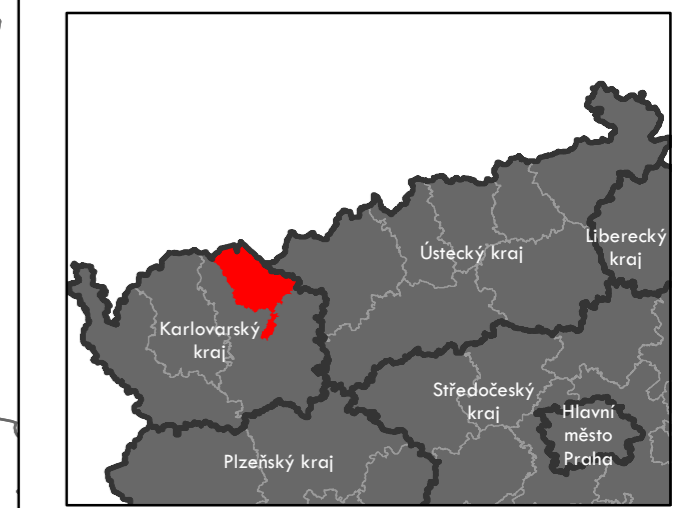 Liberecký
kraj
Ústecký kraj
Karlovarský
kraj
Středočeský
kraj
Hlavní
město
Praha
Plzeňský kraj